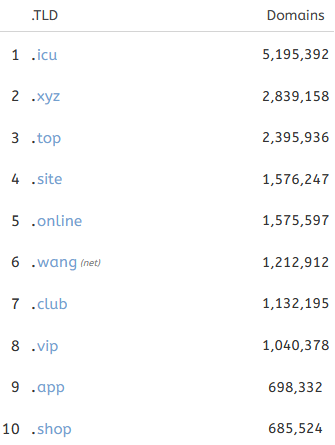 .TLD Domains
1 .icu 5,195,392
2 .xyz 2,839,158
3 .top 2,395,936
4 .site 1,576,247
5 .online 1,575,597
6 .wang (net) 1,212,912
7 .club 1,132,195
8 .vip 1,040,378
9 .app 698,332
10 .shop 685,524